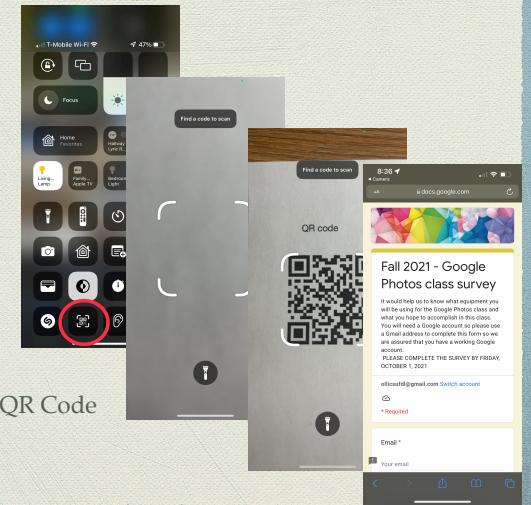 T-Mobile Wi-Fi 47%
Focus
Home
Favorites
Hallway
Lyric R...
Living...
Lamp
Family...
Apple TV
Bedroom
Light
Find a code to scan
Find a code to scan
QR code
QR Code
8:36
Camera
AA docs.google.com
Fall 2021 - Google
Photos class survey
It would help us to know what equipment you
will be using for the Google Photos class and
what you hope to accomplish in this class.
You will need a Google account so please use
a Gmail address to complete this form so we
are assured that you have a working Google
account.
PLEASE COMPLETE THE SURVEY BY FRIDAY,
OCTOBER 1, 2021
Switch account
* Required
Email *
Your email